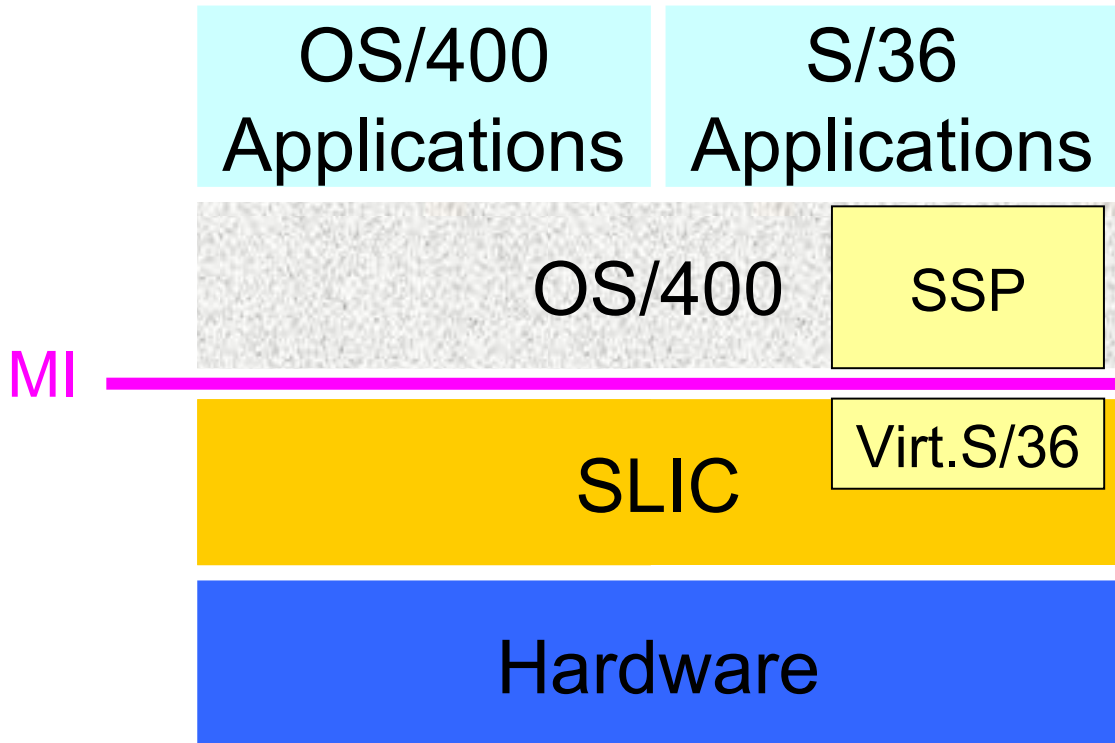 OS/400
Applications
S/36
Applications
OS/400
SSP
MI
Virt.S/36
SLIC
Hardware